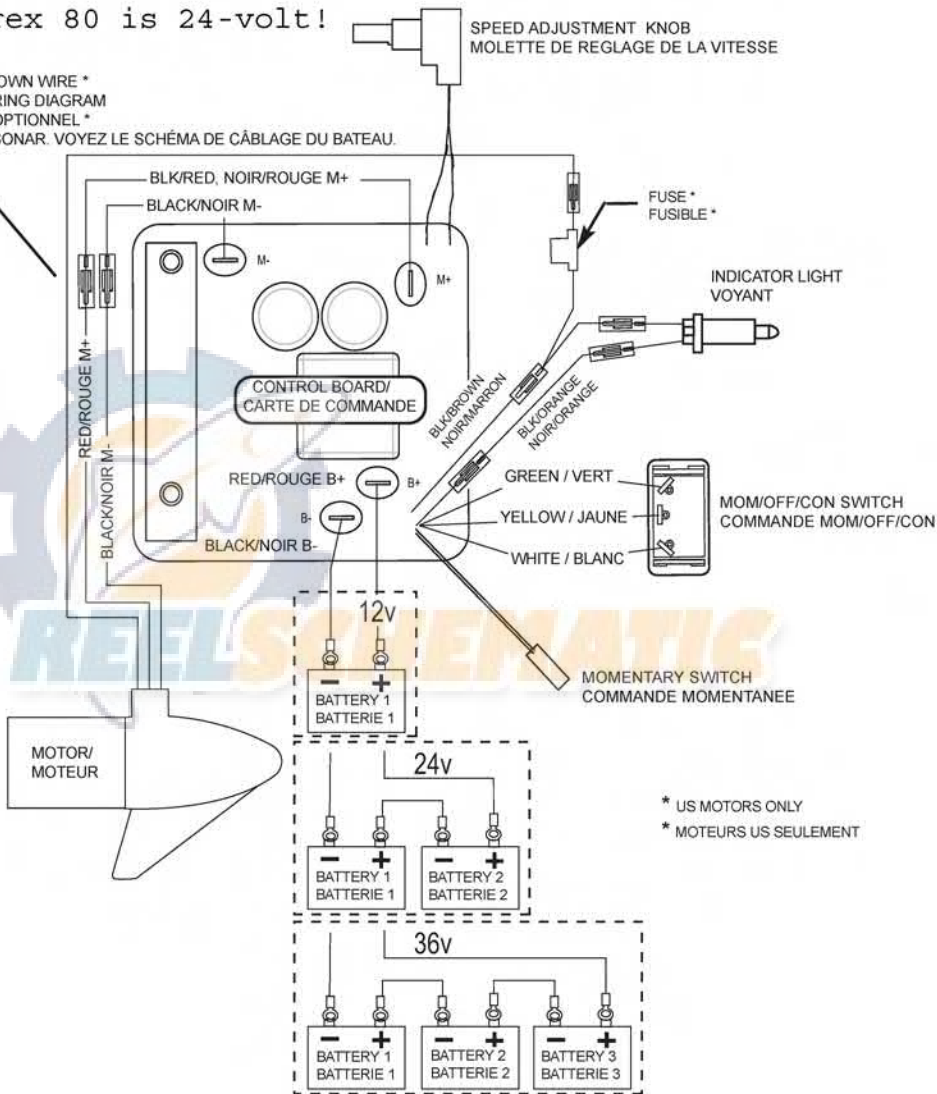 rex 80 is 24-volt!
SPEED ADJUSTMENT KNOB
MOLETTE DE REGLAGE DE LA VITESSE
OWN WIRE *
RING DIAGRAM
OPTIONNEL *
SONAR. VOYEZ LE SCHÉMA DE CÂBLAGE DU BATEAU.
BLK/RED, NOIR/ROUGE M+
BLACK/NOIR M-
FUSE *
FUSIBLE *
M-
M+
INDICATOR LIGHT
VOYANT
RED/ROUGE M+
BLACK/NOIR M-
CONTROL BOARD/
CARTE DE COMMANDE
BLK/BROWN
NOIR/MARRON
BLK/ORANGE
NOIR/ORANGE
RED/ROUGE B+
B+
B-
BLACK/NOIR B-
GREEN / VERT
YELLOW / JAUNE
WHITE / BLANC
MOM/OFF/CON SWITCH
COMMANDE MOM/OFF/CON
REELSCHEMATIC
12v
- +
BATTERY 1
BATTERIE 1
MOMENTARY SWITCH
COMMANDE MOMENTANEE
MOTOR/
MOTEUR
24v
- + - +
BATTERY 1 BATTERY 2
BATTERIE 1 BATTERIE 2
* US MOTORS ONLY
* MOTEURS US SEULEMENT
36v
- + - + - +
BATTERY 1 BATTERY 2 BATTERY 3
BATTERIE 1 BATTERIE 2 BATTERIE 3